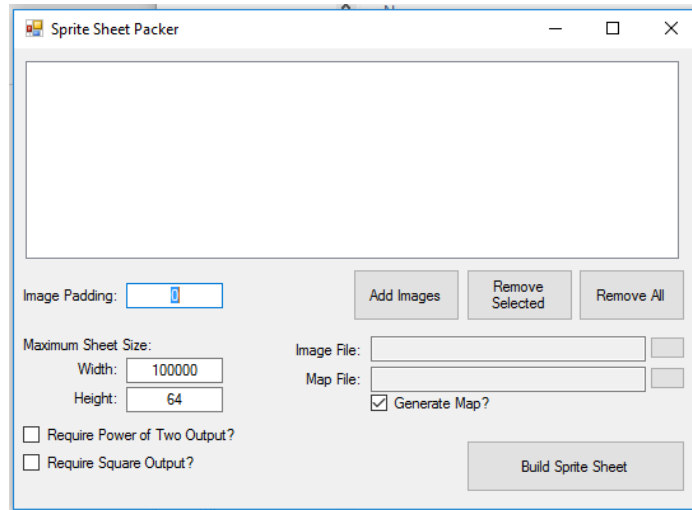 Sprite Sheet Packer
Image Padding: 0
Add Images
Remove
Selected
Remove All
Maximum Sheet Size:
Width: 100000
Height: 64
Image File:
Map File:
Generate Map?
Require Power of Two Output?
Require Square Output?
Build Sprite Sheet